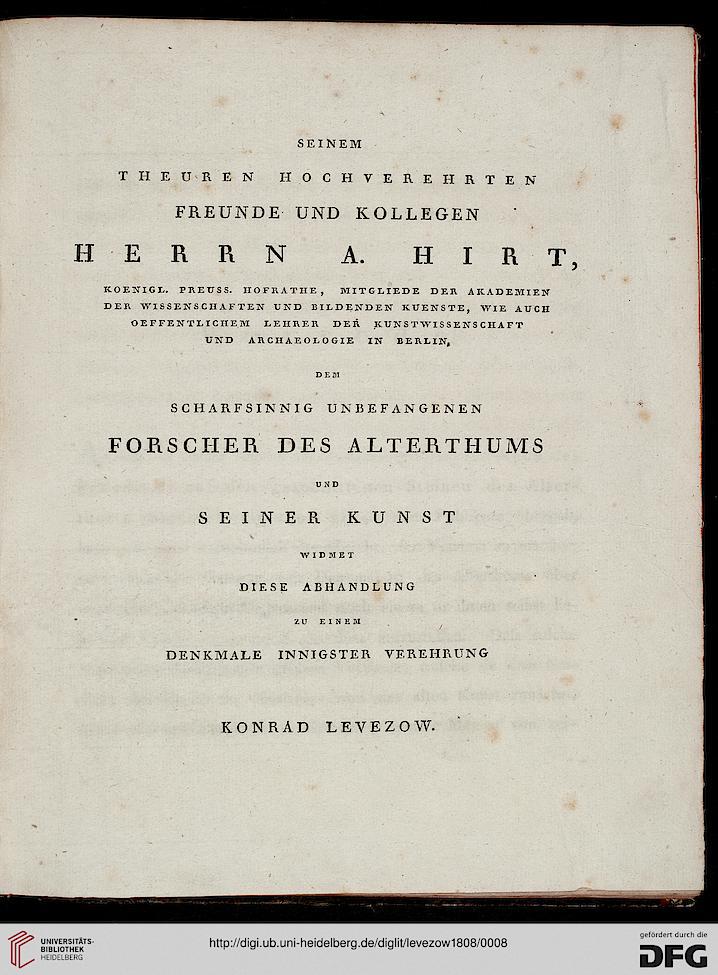 SEINEM
THEUREN HOCHVEREHRTEN
FREUNDE UND KOLLEGEN
HERRN A. HIRT,
KOENIGL. PREUSS. HOFRATHE, MITGLIEDE DER AKADEMIEN
DER WISSENSCHAFTEN UND BILDENDEN KUENSTE, WIE AUCH
OEFFENTLICHEM LEHRER DER KUNSTWISSENSCHAFT
UND ARCHAEOLOGIE IN BERLIN,
DEM
SCHARFSINNIG UNBEFANGENEN
FORSCHER DES ALTERTHUMS
UND
SEINER KUNST
WIDMET
DIESE ABHANDLUNG
ZU EINEM
DENKMALE INNIGSTER VEREHRUNG
KONRAD LEVEZOW.
UNIVERSITÄTS-
BIBLIOTHEK
HEIDELBERG
http://digi.ub.uni-heidelberg.de/diglit/levezow1808/0008
gefördert durch die
DFG